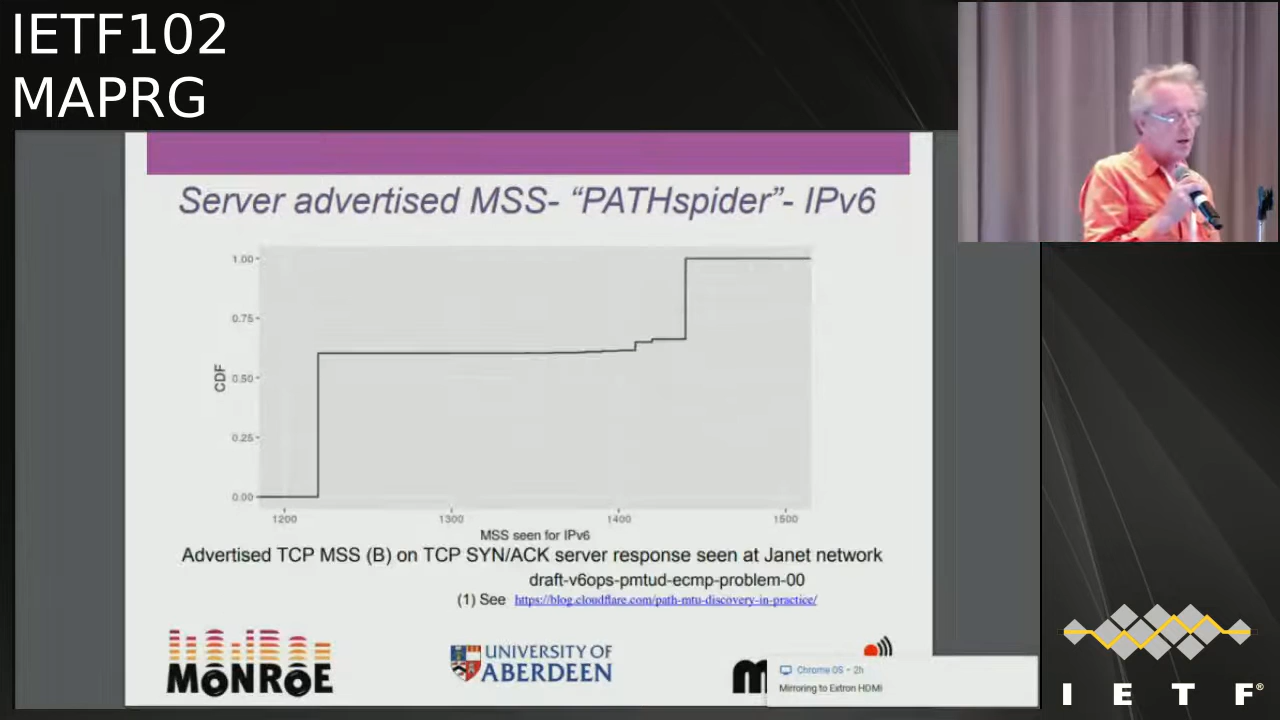 IETF102
MAPRG
Server advertised MSS- “PATHspider”- IPv6
1.00
0.75
0.50
0.25
0.00
CDF
1200
1300
1400
1500
MSS seen for IPv6
Advertised TCP MSS (B) on TCP SYN/ACK server response seen at Janet network
draft-v6ops-pmtud-ecmp-problem-00
(1) See https://blog.cloudflare.com/path-mtu-discovery-in-practice/
MONROE
UNIVERSITY OF
ABERDEEN
m
Chrome OS - 2h
Mirroring to Extron HDMI
I E T F®